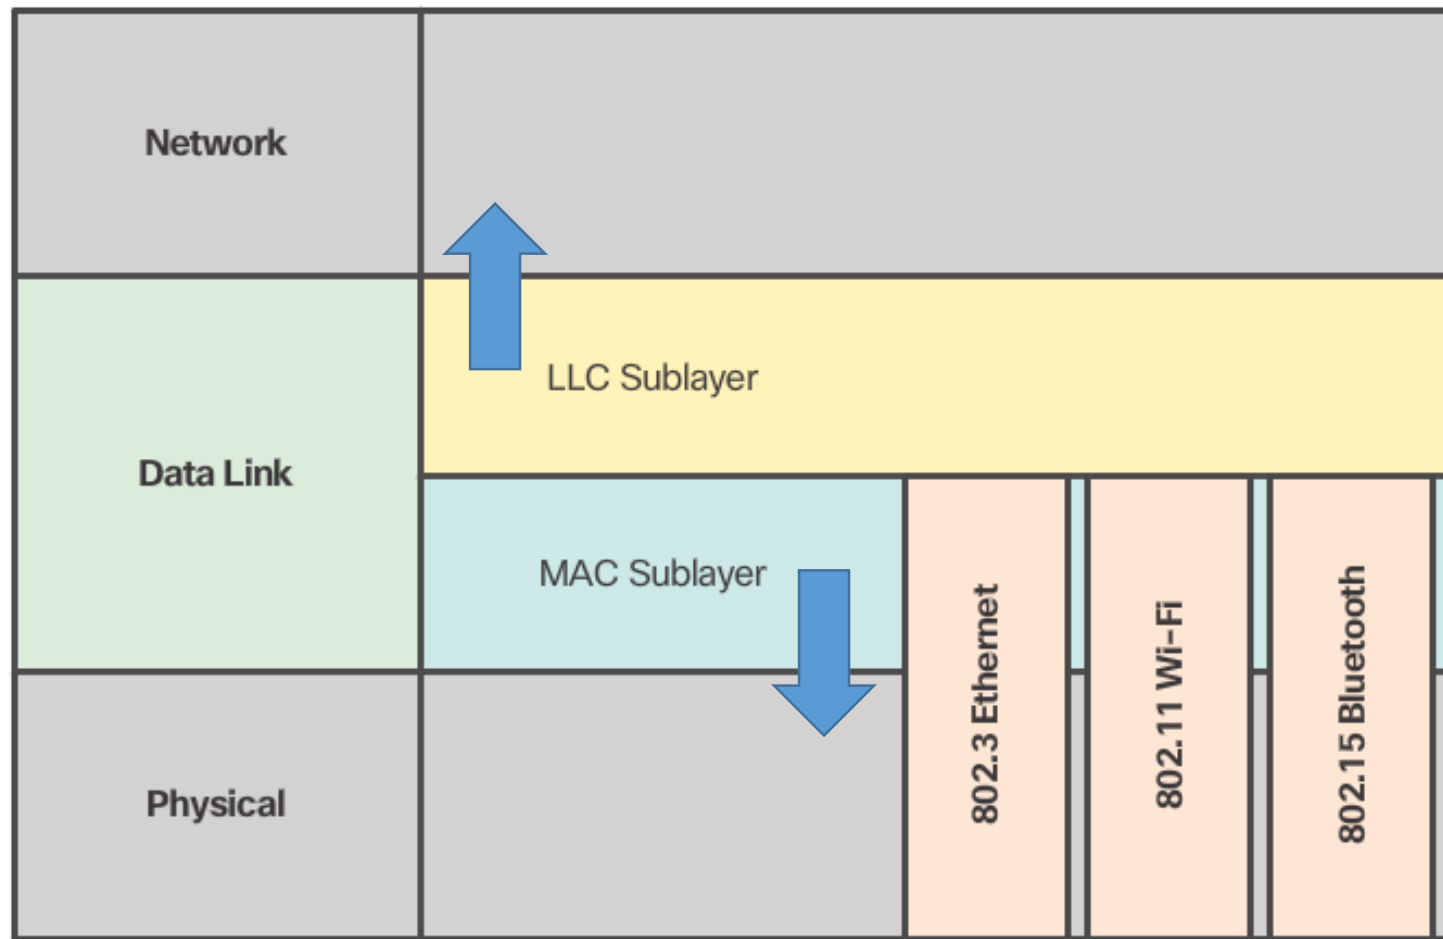 Network
LLC Sublayer
Data Link
MAC Sublayer
802.3 Ethernet
802.11 Wi-Fi
802.15 Bluetooth
Physical